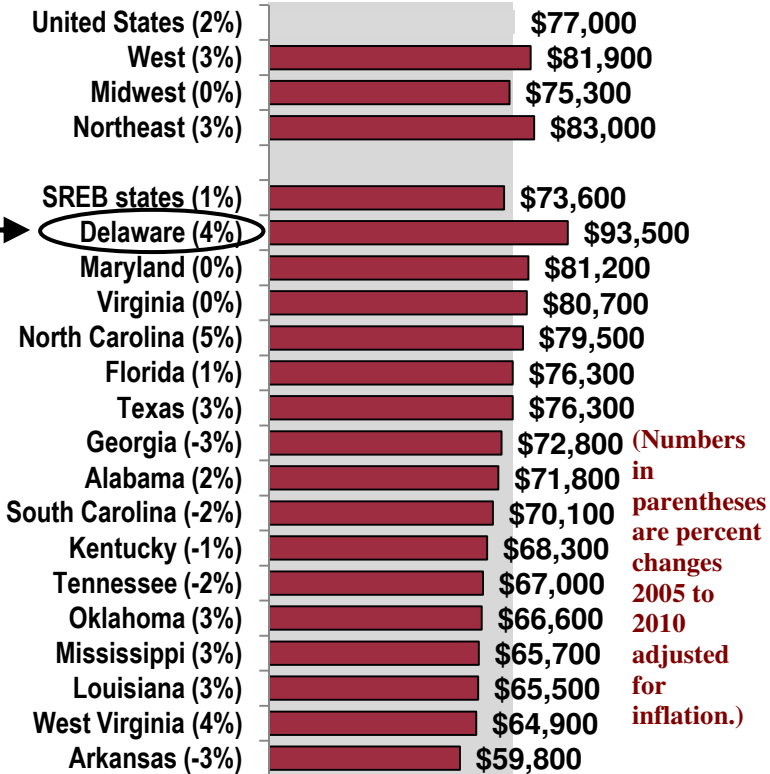 United States (2%) $77,000
West (3%) $81,900
Midwest (0%) $75,300
Northeast (3%) $83,000
SREB states (1%) $73,600
Delaware (4%) $93,500
Maryland (0%) $81,200
Virginia (0%) $80,700
North Carolina (5%) $79,500
Florida (1%) $76,300
Texas (3%) $76,300
Georgia (-3%) $72,800
Alabama (2%) $71,800
South Carolina (-2%) $70,100
Kentucky (-1%) $68,300
Tennessee (-2%) $67,000
Oklahoma (3%) $66,600
Mississippi (3%) $65,700
Louisiana (3%) $65,500
West Virginia (4%) $64,900
Arkansas (-3%) $59,800
(Numbers
in
parentheses
are percent
changes
2005 to
2010
adjusted
for
inflation.)